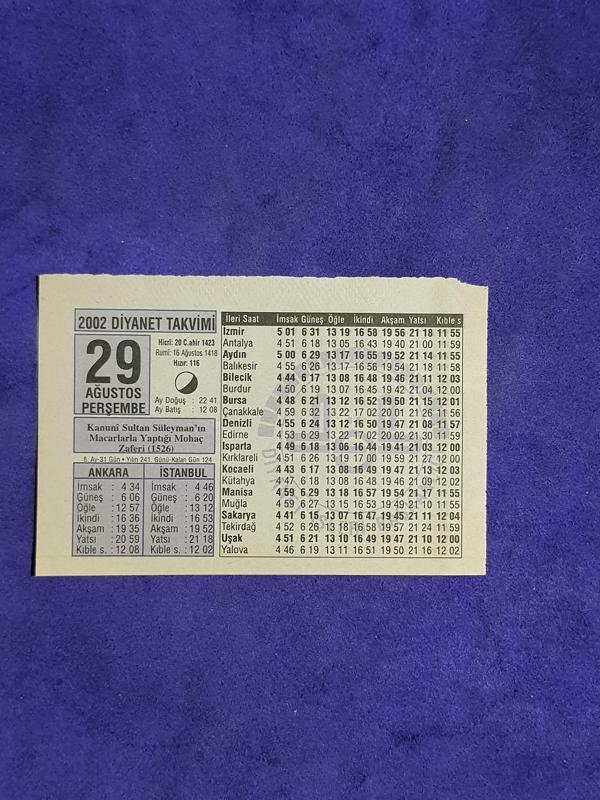 2002 DİYANET TAKVİMİ
29
AĞUSTOS
PERŞEMBE
Hicrî: 20 C.ahir 1423
Rumî: 16 Ağustos 1418
Hızır: 116
Ay Doğuş : 22 41
Ay Batış : 12 08
Kanunî Sultan Süleyman'ın
Macarlarla Yaptığı Mohaç
Zaferi (1526)
8. Ay-31 Gün • Yılın 241. Günü-Kalan Gün 124
ANKARA
İmsak : 4 34
Güneş : 6 06
Öğle : 12 57
İkindi : 16 36
Akşam : 19 35
Yatsı : 20 59
Kıble s. : 12 08
İSTANBUL
İmsak : 4 46
Güneş : 6 20
Öğle : 13 12
İkindi : 16 53
Akşam : 19 52
Yatsı : 21 18
Kıble s. : 12 02
İleri Saat İmsak Güneş Öğle İkindi Akşam Yatsı Kıble s
İzmir 5 01 6 31 13 19 16 58 19 56 21 18 11 55
Antalya 4 51 6 18 13 05 16 43 19 40 21 00 11 59
Aydın 5 00 6 29 13 17 16 55 19 52 21 14 11 55
Balıkesir 4 55 6 26 13 17 16 56 19 54 21 18 11 58
Bilecik 4 44 6 17 13 08 16 48 19 46 21 11 12 03
Burdur 4 50 6 19 13 07 16 45 19 42 21 04 12 00
Bursa 4 48 6 21 13 12 16 52 19 50 21 15 12 01
Çanakkale 4 59 6 32 13 22 17 02 20 01 21 26 11 56
Denizli 4 55 6 24 13 12 16 50 19 47 21 08 11 57
Edirne 4 53 6 29 13 22 17 02 20 02 21 30 11 59
Isparta 4 49 6 18 13 06 16 44 19 41 21 03 12 00
Kırklareli 4 51 6 26 13 19 17 00 19 59 21 27 12 00
Kocaeli 4 43 6 17 13 08 16 49 19 47 21 13 12 03
Kütahya 4 47 6 18 13 08 16 48 19 46 21 09 12 02
Manisa 4 59 6 29 13 18 16 57 19 54 21 17 11 55
Muğla 4 59 6 27 13 15 16 53 19 49 21 10 11 55
Sakarya 4 41 6 15 13 07 16 47 19 45 21 11 12 04
Tekirdağ 4 52 6 26 13 18 16 58 19 57 21 24 11 59
Uşak 4 51 6 21 13 10 16 49 19 47 21 10 12 00
Yalova 4 46 6 19 13 11 16 51 19 50 21 16 12 02